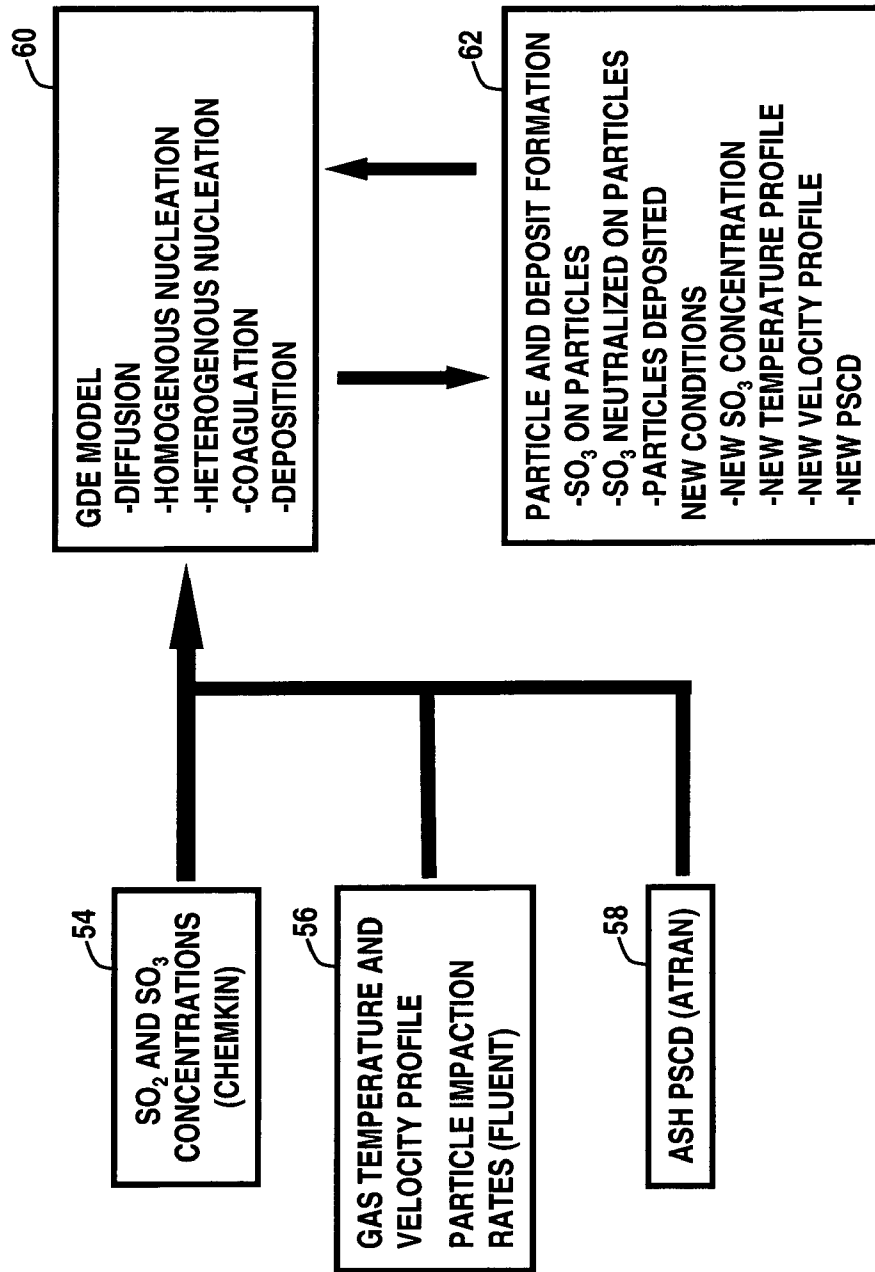 54
SO₂ AND SO₃
CONCENTRATIONS
(CHEMKIN)
56
GAS TEMPERATURE AND
VELOCITY PROFILE
PARTICLE IMPACTION
RATES (FLUENT)
58
ASH PSCD (ATRAN)
60
GDE MODEL
-DIFFUSION
-HOMOGENOUS NUCLEATION
-HETEROGENOUS NUCLEATION
-COAGULATION
-DEPOSITION
62
PARTICLE AND DEPOSIT FORMATION
-SO₃ ON PARTICLES
-SO₃ NEUTRALIZED ON PARTICLES
-PARTICLES DEPOSITED
NEW CONDITIONS
-NEW SO₃ CONCENTRATION
-NEW TEMPERATURE PROFILE
-NEW VELOCITY PROFILE
-NEW PSCD